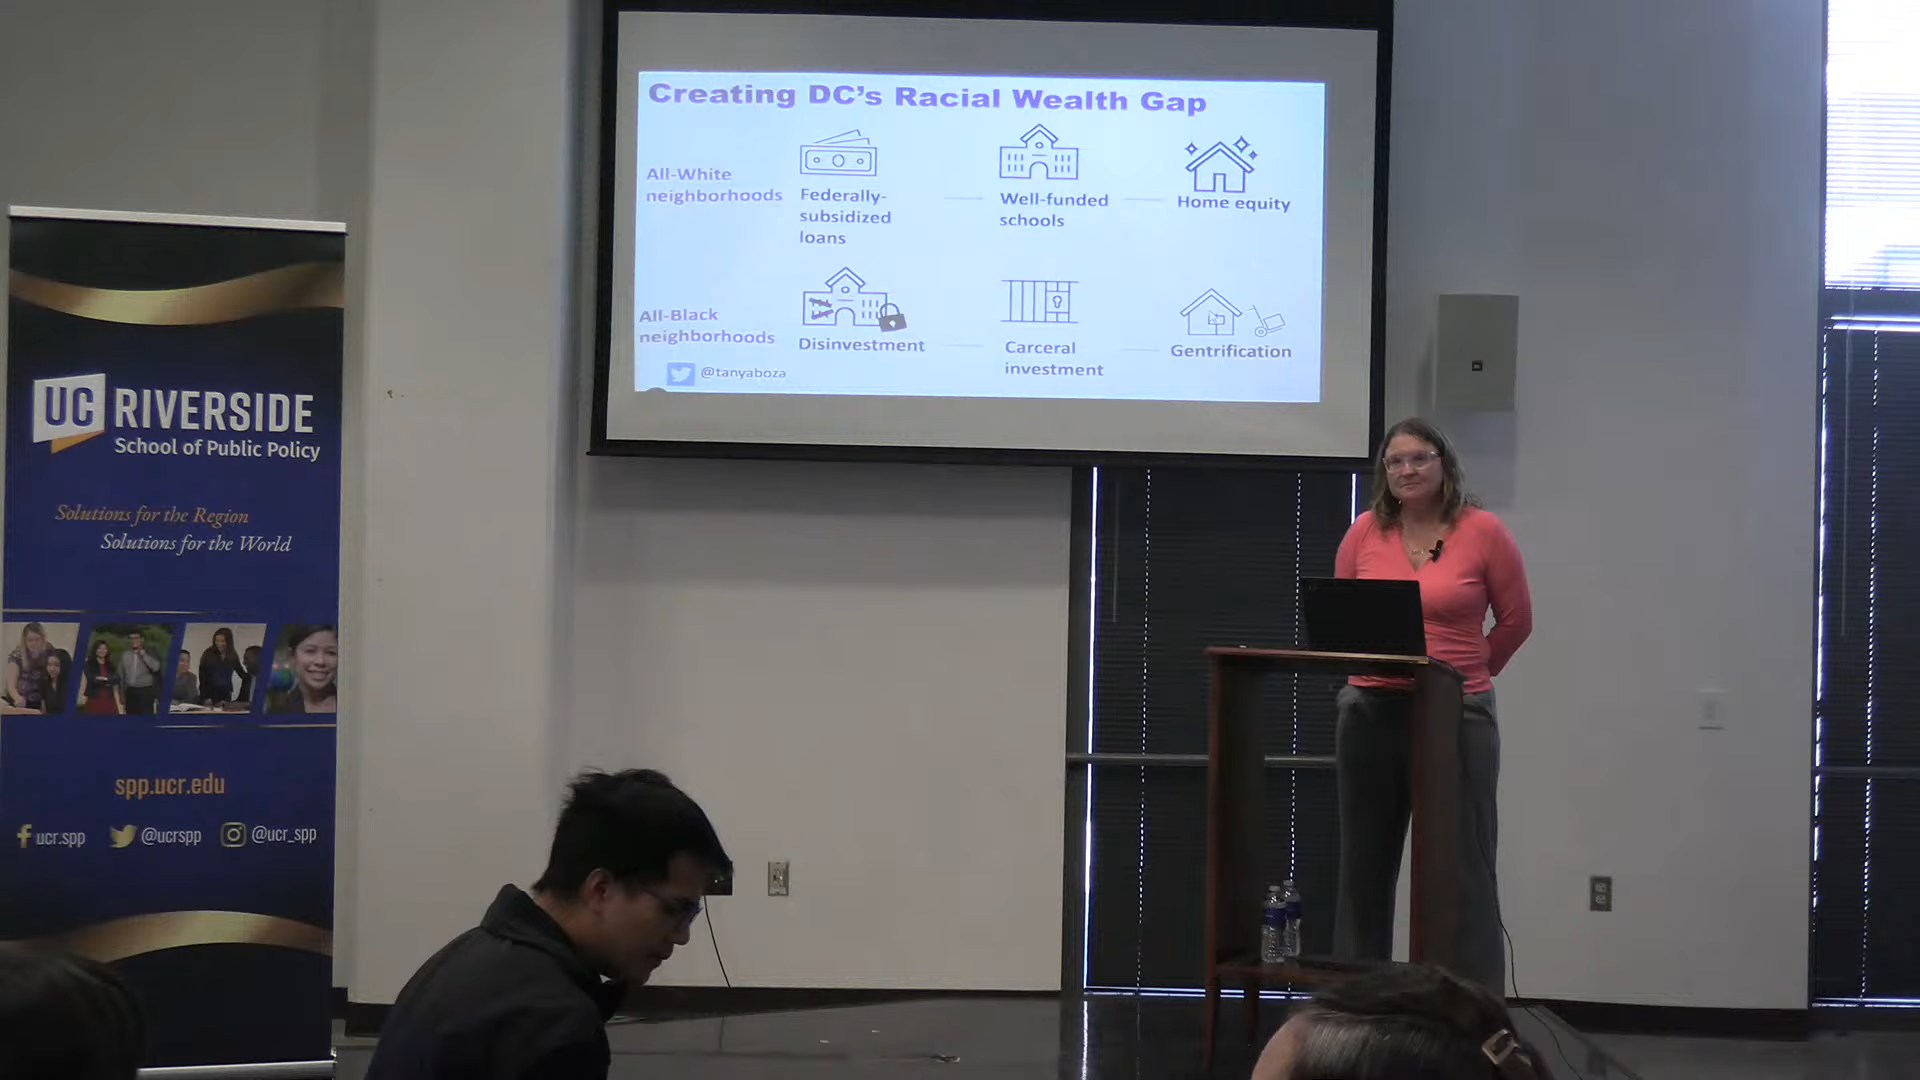 Creating DC's Racial Wealth Gap
All-White
neighborhoods
Federally-
subsidized
loans
Well-funded
schools
Home equity
All-Black
neighborhoods
Disinvestment
Carceral
investment
Gentrification
@tanyaboza
UC RIVERSIDE
School of Public Policy
Solutions for the Region
Solutions for the World
spp.ucr.edu
ucr.spp @ucrspp @ucr_spp